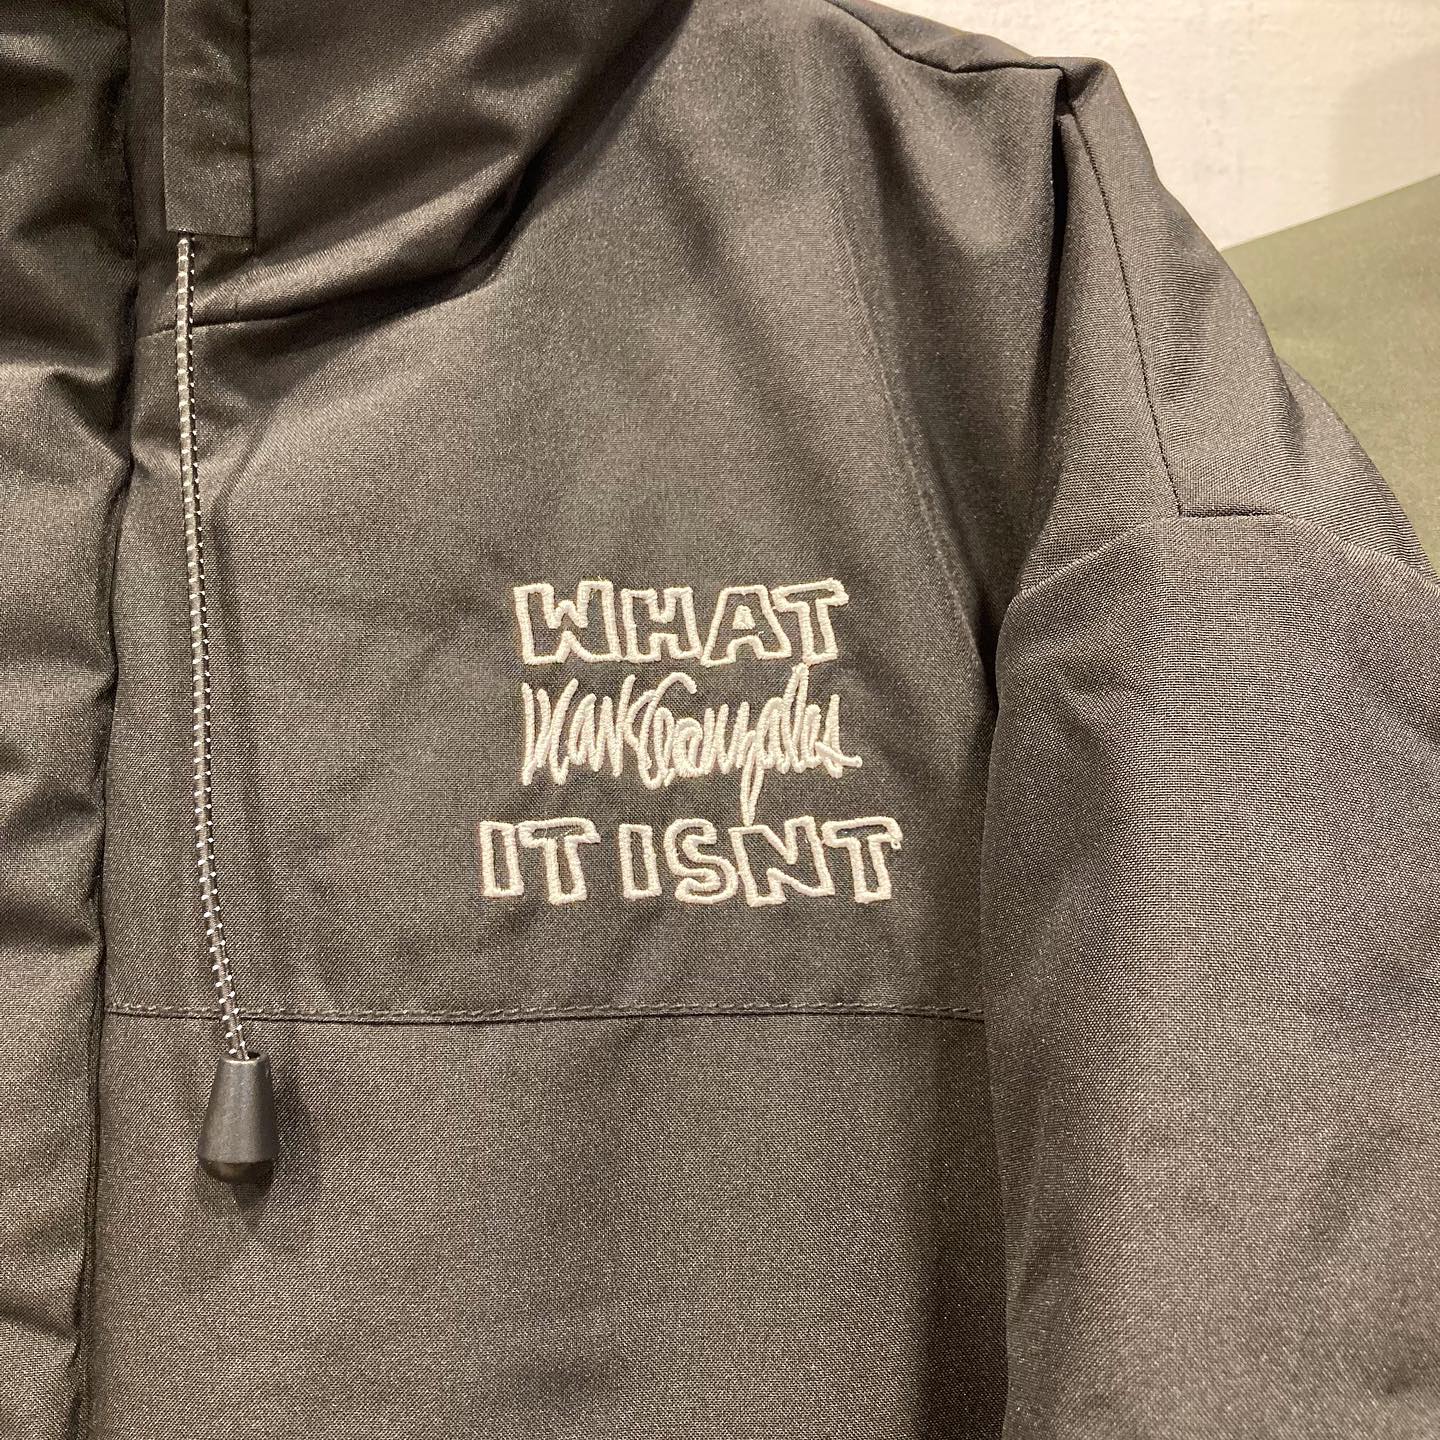 WHAT
Mark Gonzales
IT ISNT